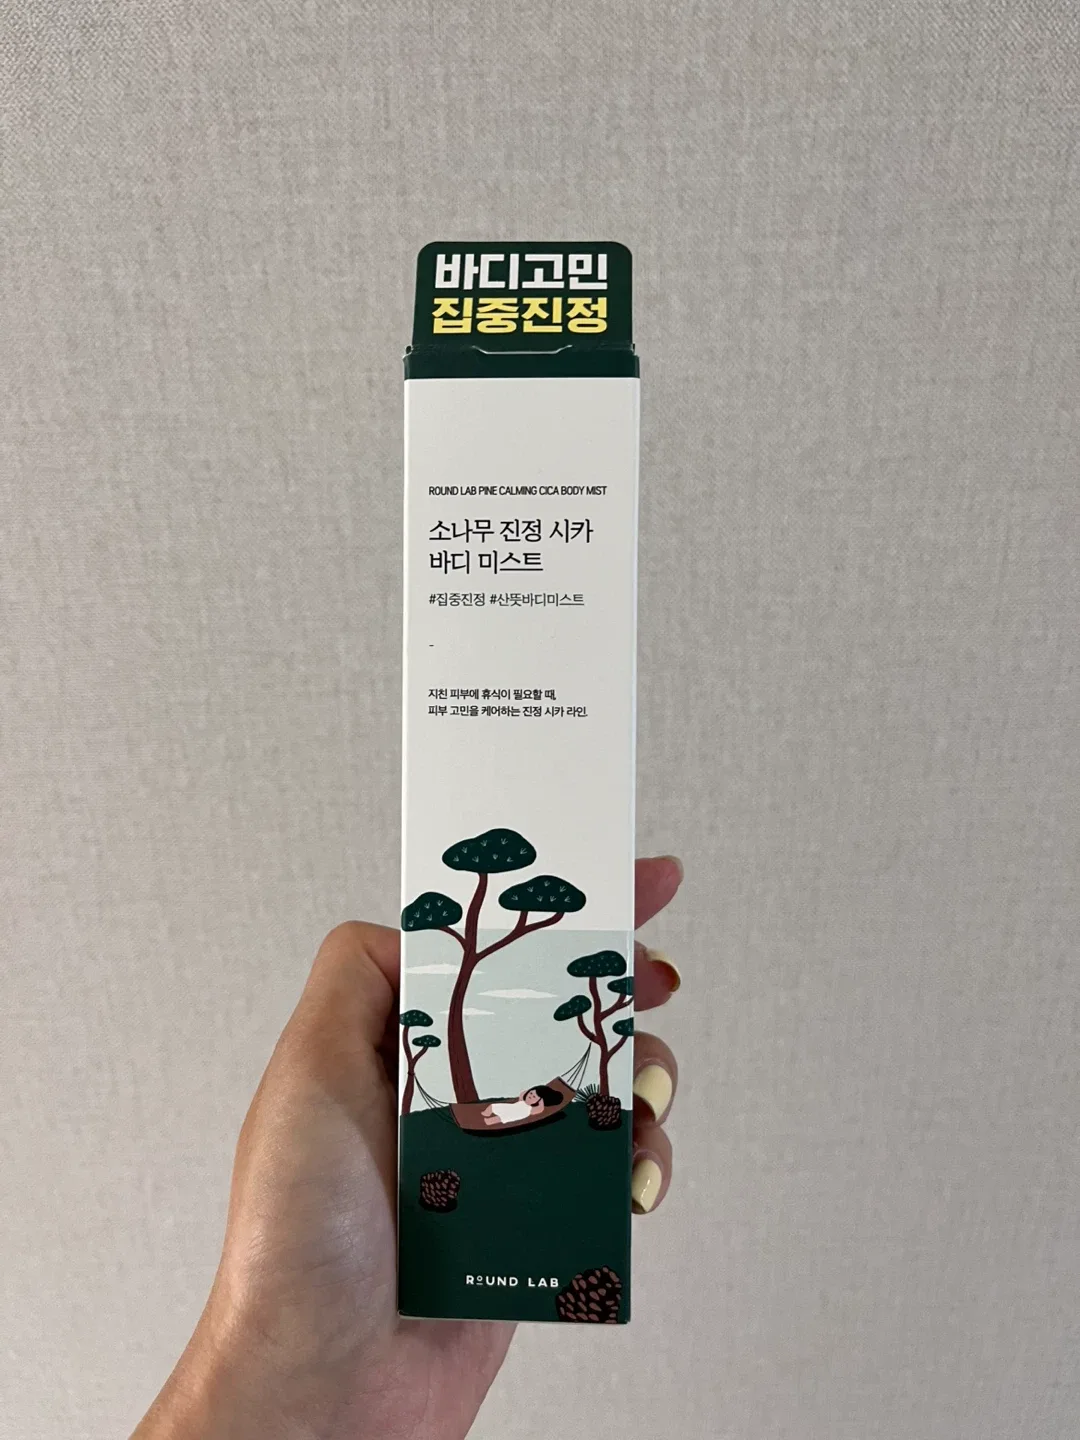 바디고민
집중진정
ROUND LAB PINE CALMING CICA BODY MIST
소나무 진정 시카
바디 미스트
#집중진정 #산뜻바디미스트
-
지친 피부에 휴식이 필요할 때,
피부 고민을 케어하는 진정 시카 라인.
ROUND LAB